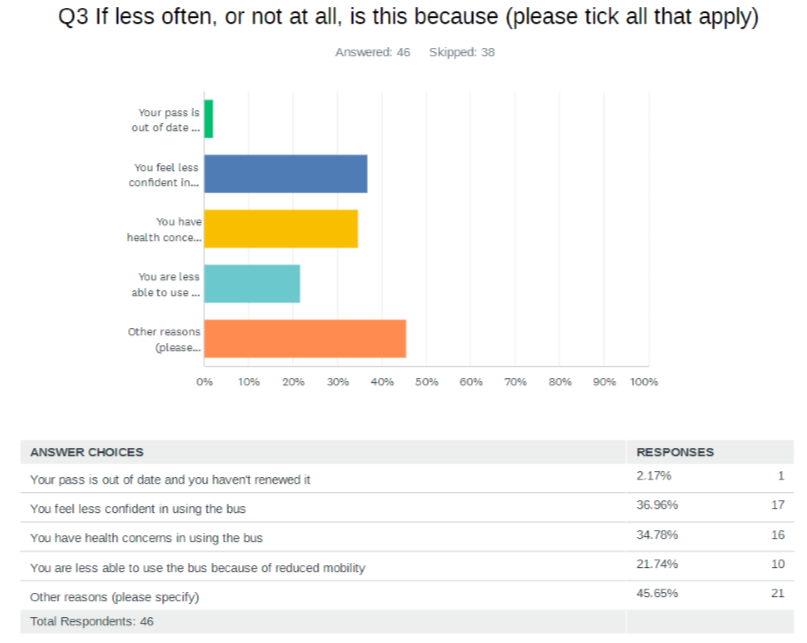 Q3 If less often, or not at all, is this because (please tick all that apply)
Answered: 46 Skipped: 38
Your pass is
out of date ...
You feel less
confident in...
You have
health conce...
You are less
able to use ...
Other reasons
(please...
0% 10% 20% 30% 40% 50% 60% 70% 80% 90% 100%
ANSWER CHOICES RESPONSES
Your pass is out of date and you haven't renewed it 2.17% 1
You feel less confident in using the bus 36.96% 17
You have health concerns in using the bus 34.78% 16
You are less able to use the bus because of reduced mobility 21.74% 10
Other reasons (please specify) 45.65% 21
Total Respondents: 46